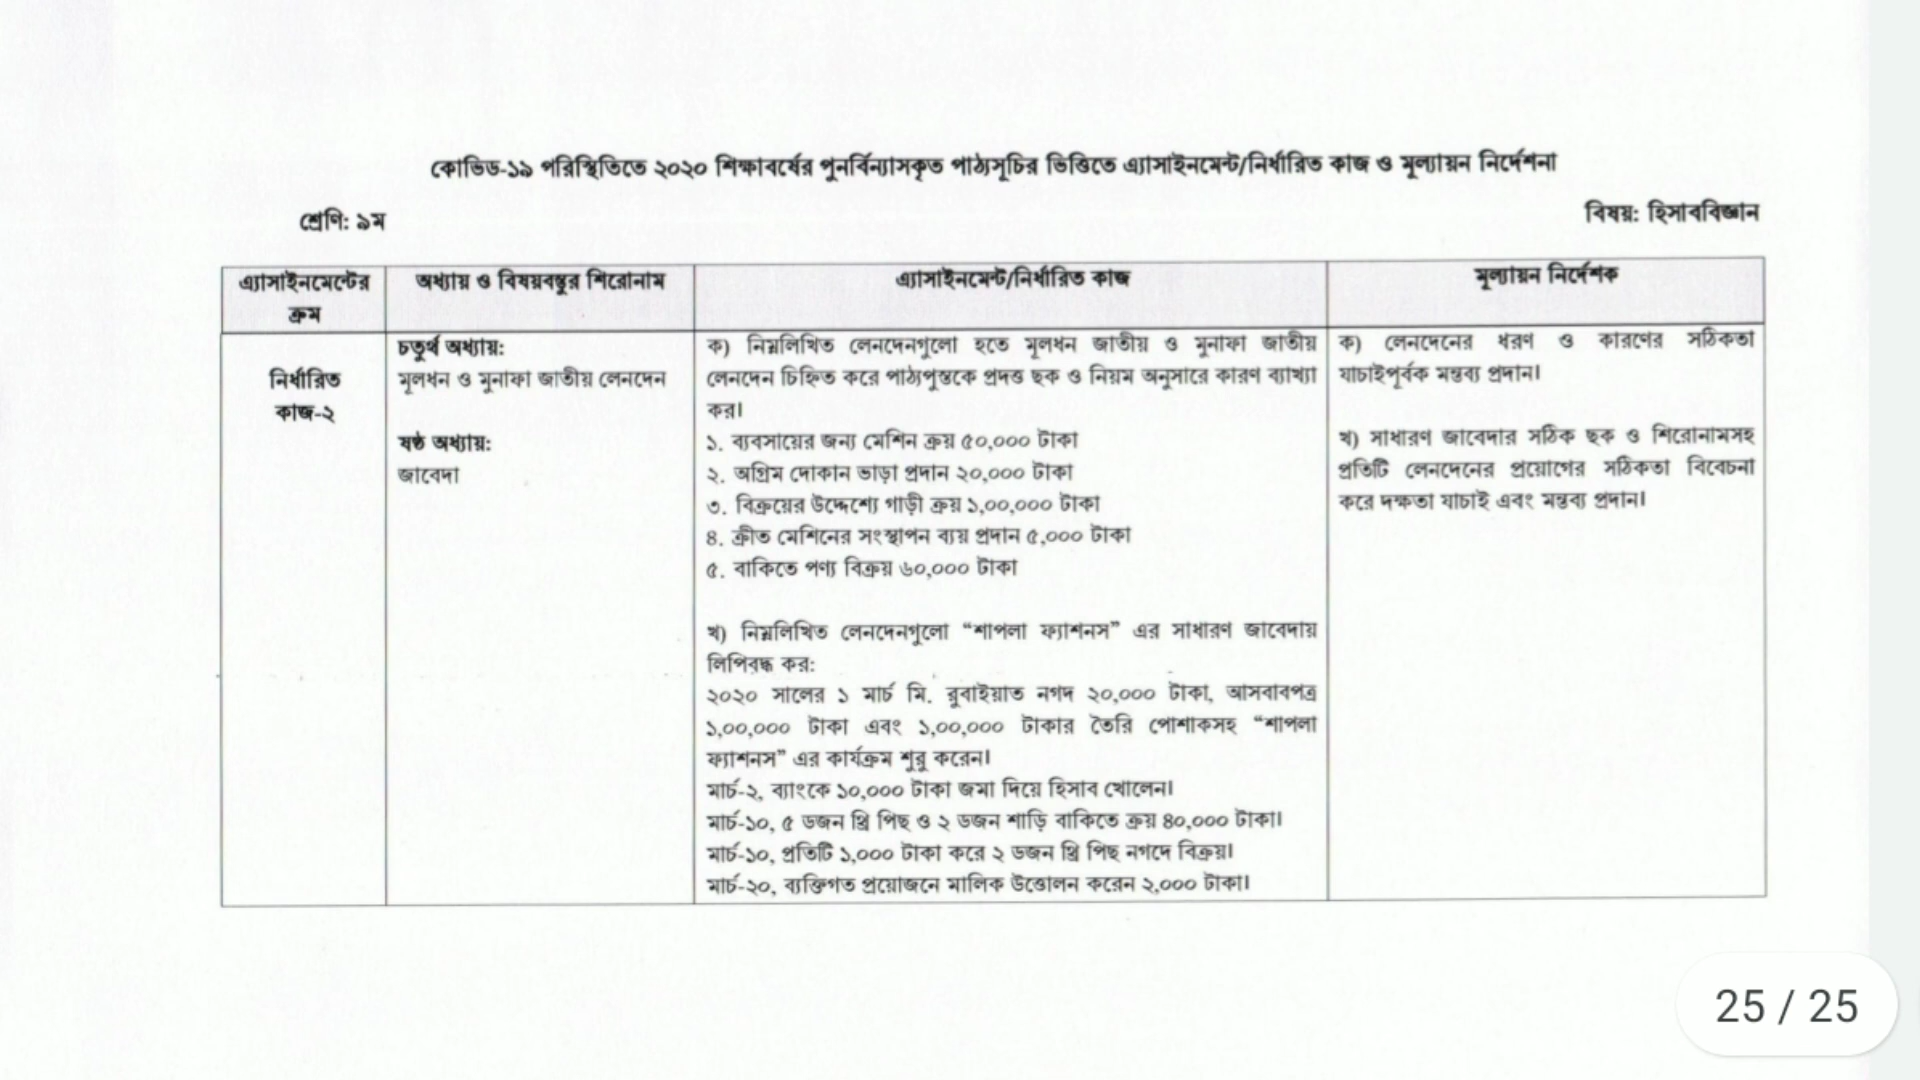 কোভিড-১৯ পরিস্থিতিতে ২০২০ শিক্ষাবর্ষের পুনর্বিন্যাসকৃত পাঠ্যসূচির ভিত্তিতে এ্যাসাইনমেন্ট/নির্ধারিত কাজ ও মূল্যায়ন নির্দেশনা
শ্রেণি: ৯ম
বিষয়: হিসাববিজ্ঞান
এ্যাসাইনমেন্টের
ক্রম
অধ্যায় ও বিষয়বস্তুর শিরোনাম
এ্যাসাইনমেন্ট/নির্ধারিত কাজ
মূল্যায়ন নির্দেশক
নির্ধারিত
কাজ-২
চতুর্থ অধ্যায়:
মূলধন ও মুনাফা জাতীয় লেনদেন
ষষ্ঠ অধ্যায়:
জাবেদা
ক) নিম্নলিখিত লেনদেনগুলো হতে মূলধন জাতীয় ও মুনাফা জাতীয়
লেনদেন চিহ্নিত করে পাঠ্যপুস্তকে প্রদত্ত ছক ও নিয়ম অনুসারে কারণ ব্যাখ্যা
কর।
১. ব্যবসায়ের জন্য মেশিন ক্রয় ৫০,০০০ টাকা
২. অগ্রিম দোকান ভাড়া প্রদান ২০,০০০ টাকা
৩. বিক্রয়ের উদ্দেশ্যে গাড়ী ক্রয় ১,০০,০০০ টাকা
৪. ক্রীত মেশিনের সংস্থাপন ব্যয় প্রদান ৫,০০০ টাকা
৫. বাকিতে পণ্য বিক্রয় ৬০,০০০ টাকা
খ) নিম্নলিখিত লেনদেনগুলো “শাপলা ফ্যাশনস” এর সাধারণ জাবেদায়
লিপিবদ্ধ কর:
২০২০ সালের ১ মার্চ মি. রুবাইয়াত নগদ ২০,০০০ টাকা, আসবাবপত্র
১,০০,০০০ টাকা এবং ১,০০,০০০ টাকার তৈরি পোশাকসহ “শাপলা
ফ্যাশনস” এর কার্যক্রম শুরু করেন।
মার্চ-২, ব্যাংকে ১০,০০০ টাকা জমা দিয়ে হিসাব খোলেন।
মার্চ-১০, ৫ ডজন থ্রি পিছ ও ২ ডজন শাড়ি বাকিতে ক্রয় ৪০,০০০ টাকা।
মার্চ-১০, প্রতিটি ১,০০০ টাকা করে ২ ডজন থ্রি পিছ নগদে বিক্রয়।
মার্চ-২০, ব্যক্তিগত প্রয়োজনে মালিক উত্তোলন করেন ২,০০০ টাকা।
ক) লেনদেনের ধরণ ও কারণের সঠিকতা
যাচাইপূর্বক মন্তব্য প্রদান।
খ) সাধারণ জাবেদার সঠিক ছক ও শিরোনামসহ
প্রতিটি লেনদেনের প্রয়োগের সঠিকতা বিবেচনা
করে দক্ষতা যাচাই এবং মন্তব্য প্রদান।
25 / 25